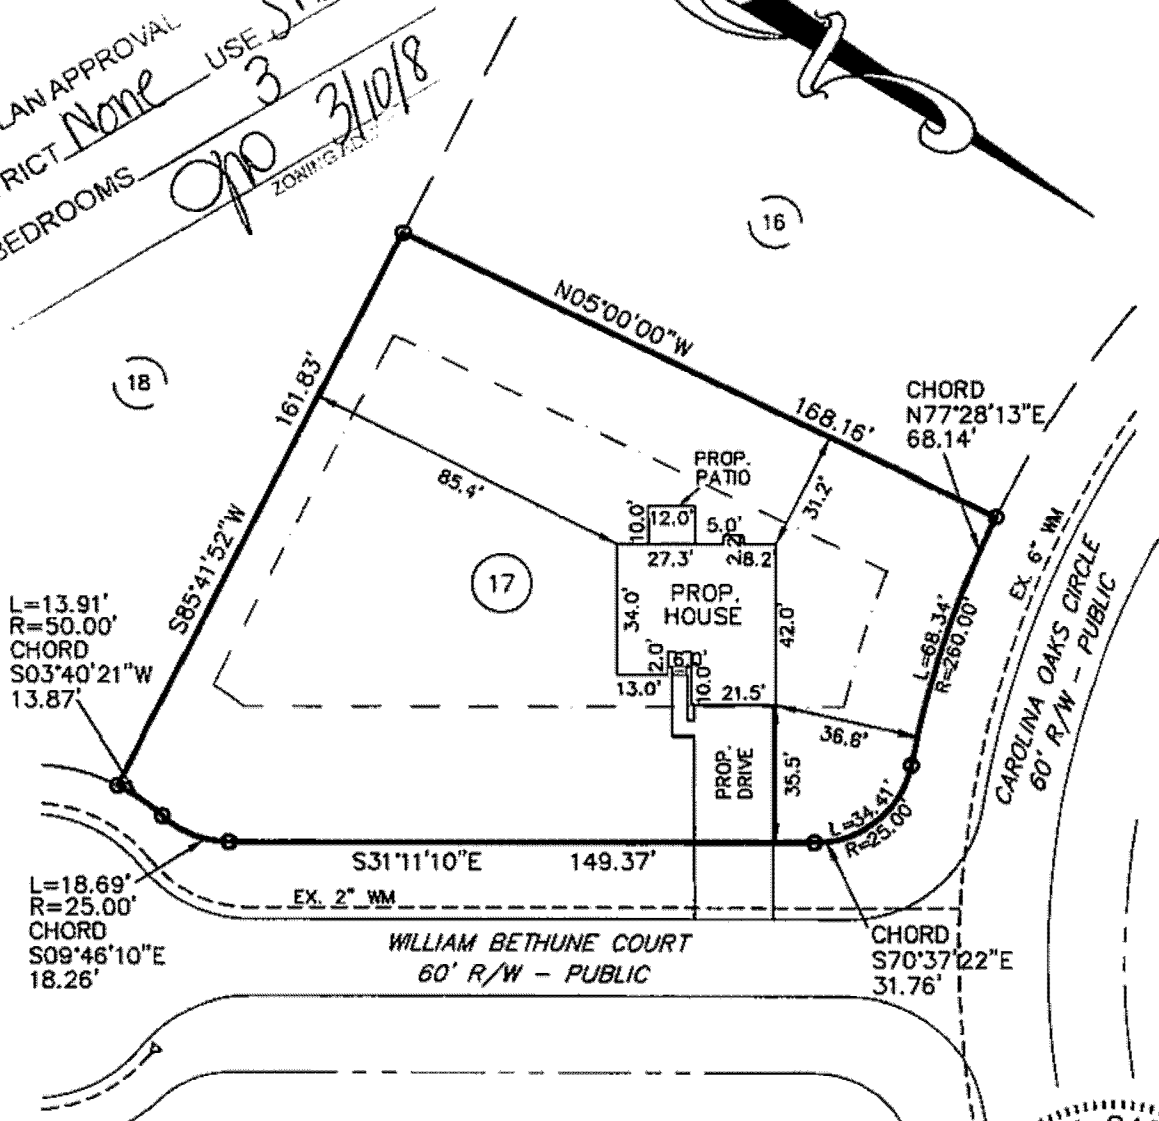 LAN APPROVAL
RICT None USE
BEDROOMS 3
3/10/8
ZONING
16
18
N05°00'00"W
168.16'
161.83'
S85°41'52"W
CHORD
N77°28'13"E
68.14'
PROP.
PATIO
85.4'
31.2'
10.0'
12.0'
5.0'
27.3'
2.2'
8.2'
17
PROP.
HOUSE
34.0'
42.0'
2.0'
6.0'
13.0'
10.0'
21.5'
36.6'
PROP.
DRIVE
35.5'
L=68.34'
R=260.00'
EX. 6" WM
CAROLINA OAKS CIRCLE
60' R/W - PUBLIC
L=13.91'
R=50.00'
CHORD
S03°40'21"W
13.87'
L=34.41'
R=25.00'
S31°11'10"E
149.37'
L=18.69'
R=25.00'
CHORD
S09°46'10"E
18.26'
EX. 2" WM
WILLIAM BETHUNE COURT
60' R/W - PUBLIC
CHORD
S70°37'22"E
31.76'